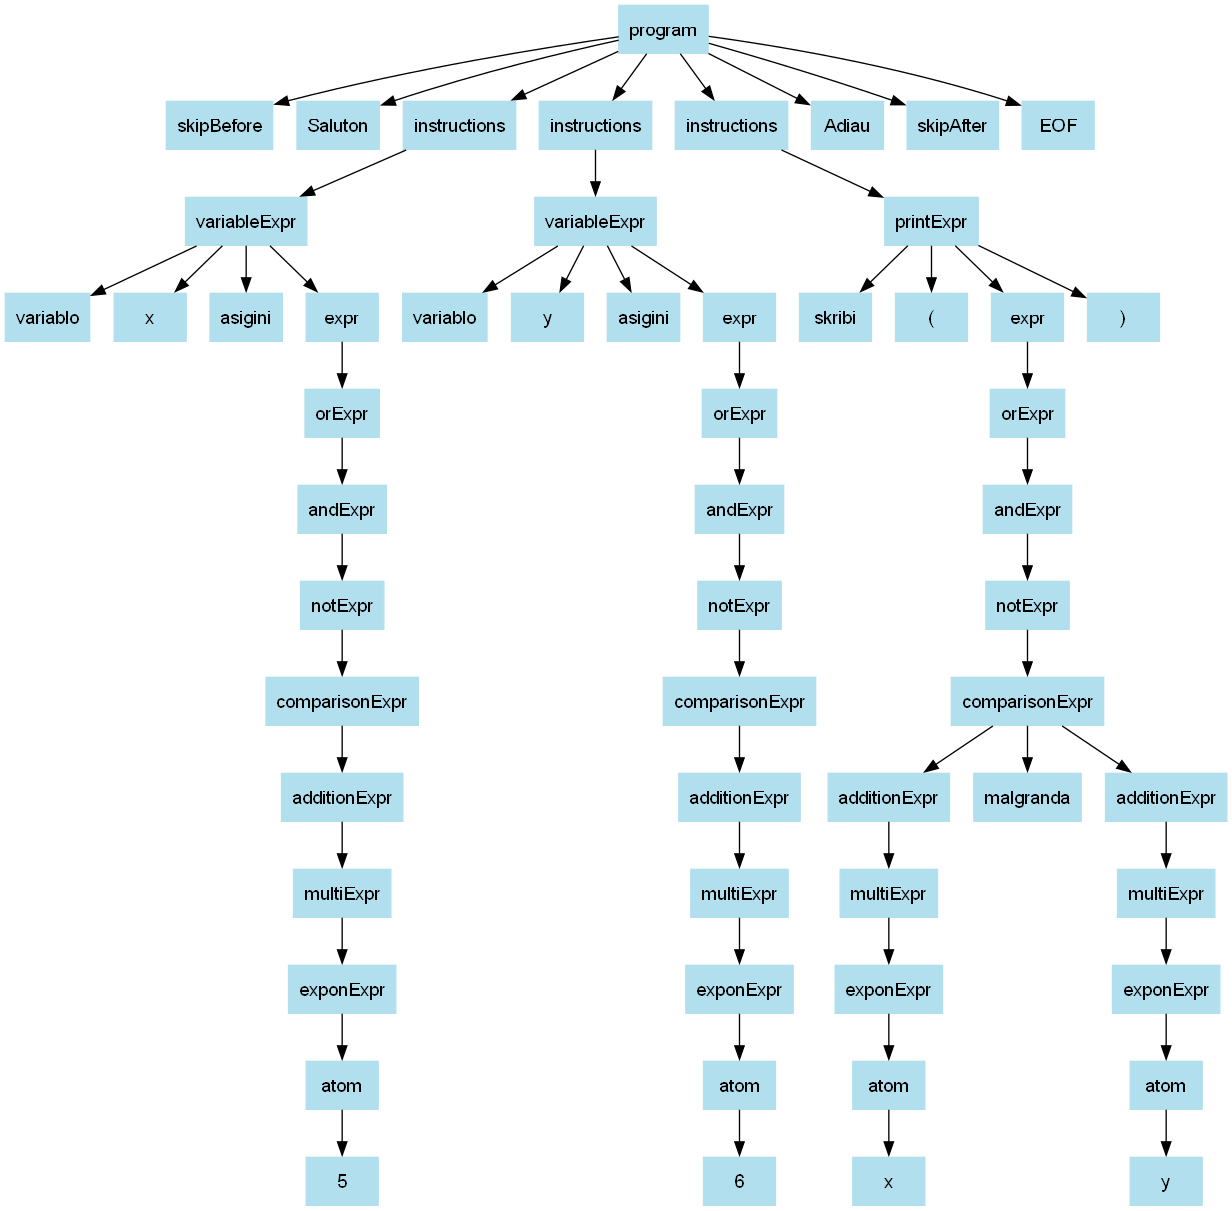 program
skipBefore Saluton instructions instructions instructions Adiau skipAfter EOF
variableExpr variableExpr printExpr
variablo x asigini expr variablo y asigini expr skribi ( expr )
orExpr orExpr orExpr
andExpr andExpr andExpr
notExpr notExpr notExpr
comparisonExpr comparisonExpr comparisonExpr
additionExpr additionExpr additionExpr malgranda additionExpr
multiExpr multiExpr multiExpr multiExpr
exponExpr exponExpr exponExpr exponExpr
atom atom atom atom
5 6 x y